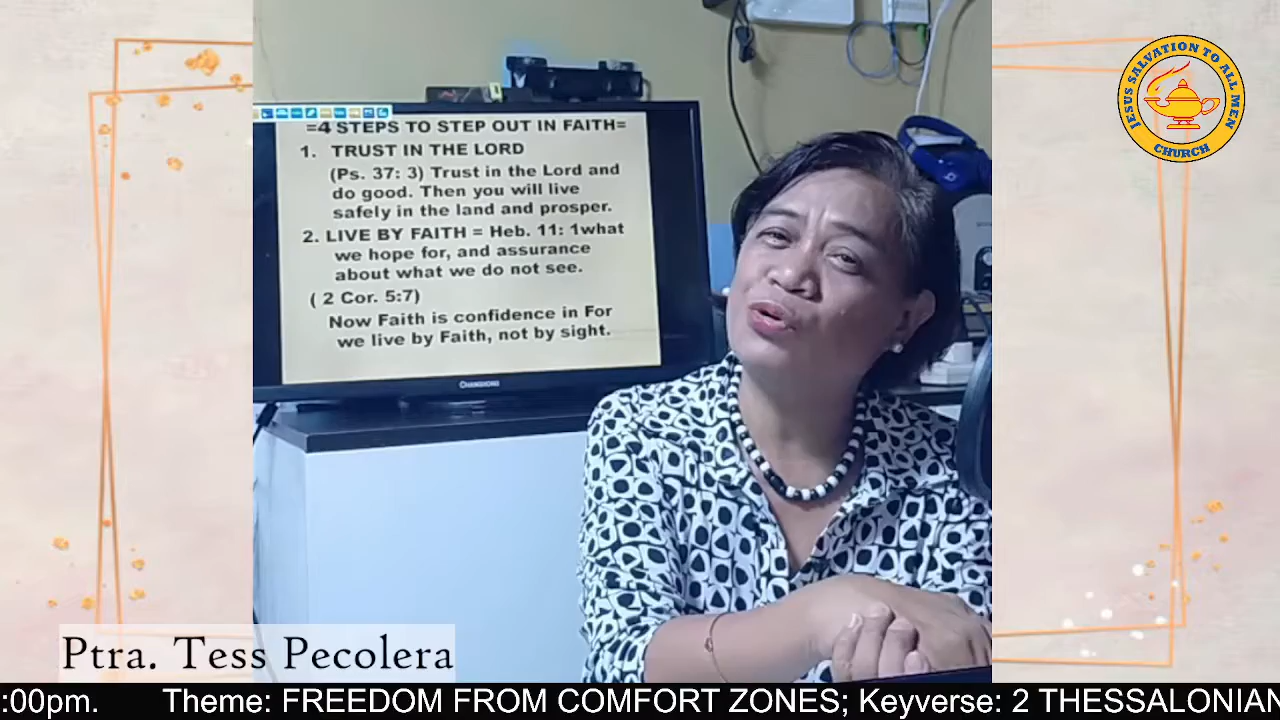 =4 STEPS TO STEP OUT IN FAITH=
1. TRUST IN THE LORD
(Ps. 37: 3) Trust in the Lord and
do good. Then you will live
safely in the land and prosper.
2. LIVE BY FAITH = Heb. 11: 1what
we hope for, and assurance
about what we do not see.
( 2 Cor. 5:7)
Now Faith is confidence in For
we live by Faith, not by sight.
CHANGHONG
JESUS SALVATION TO ALL MEN
CHURCH
Ptra. Tess Pecolera
:00pm. Theme: FREEDOM FROM COMFORT ZONES; Keyverse: 2 THESSALONIAN